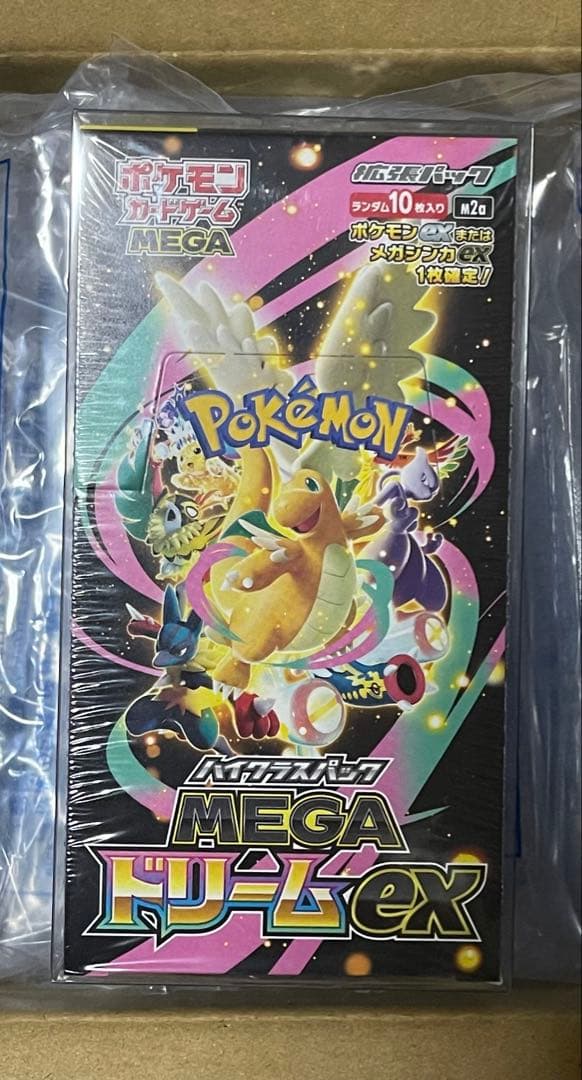 ポケモン
カードゲーム
MEGA
拡張パック
ランダム10枚入り M2a
ポケモンexまたは
メガシンカex
1枚確定!
POKéMON
ハイクラスパック
MEGA
ドリームex